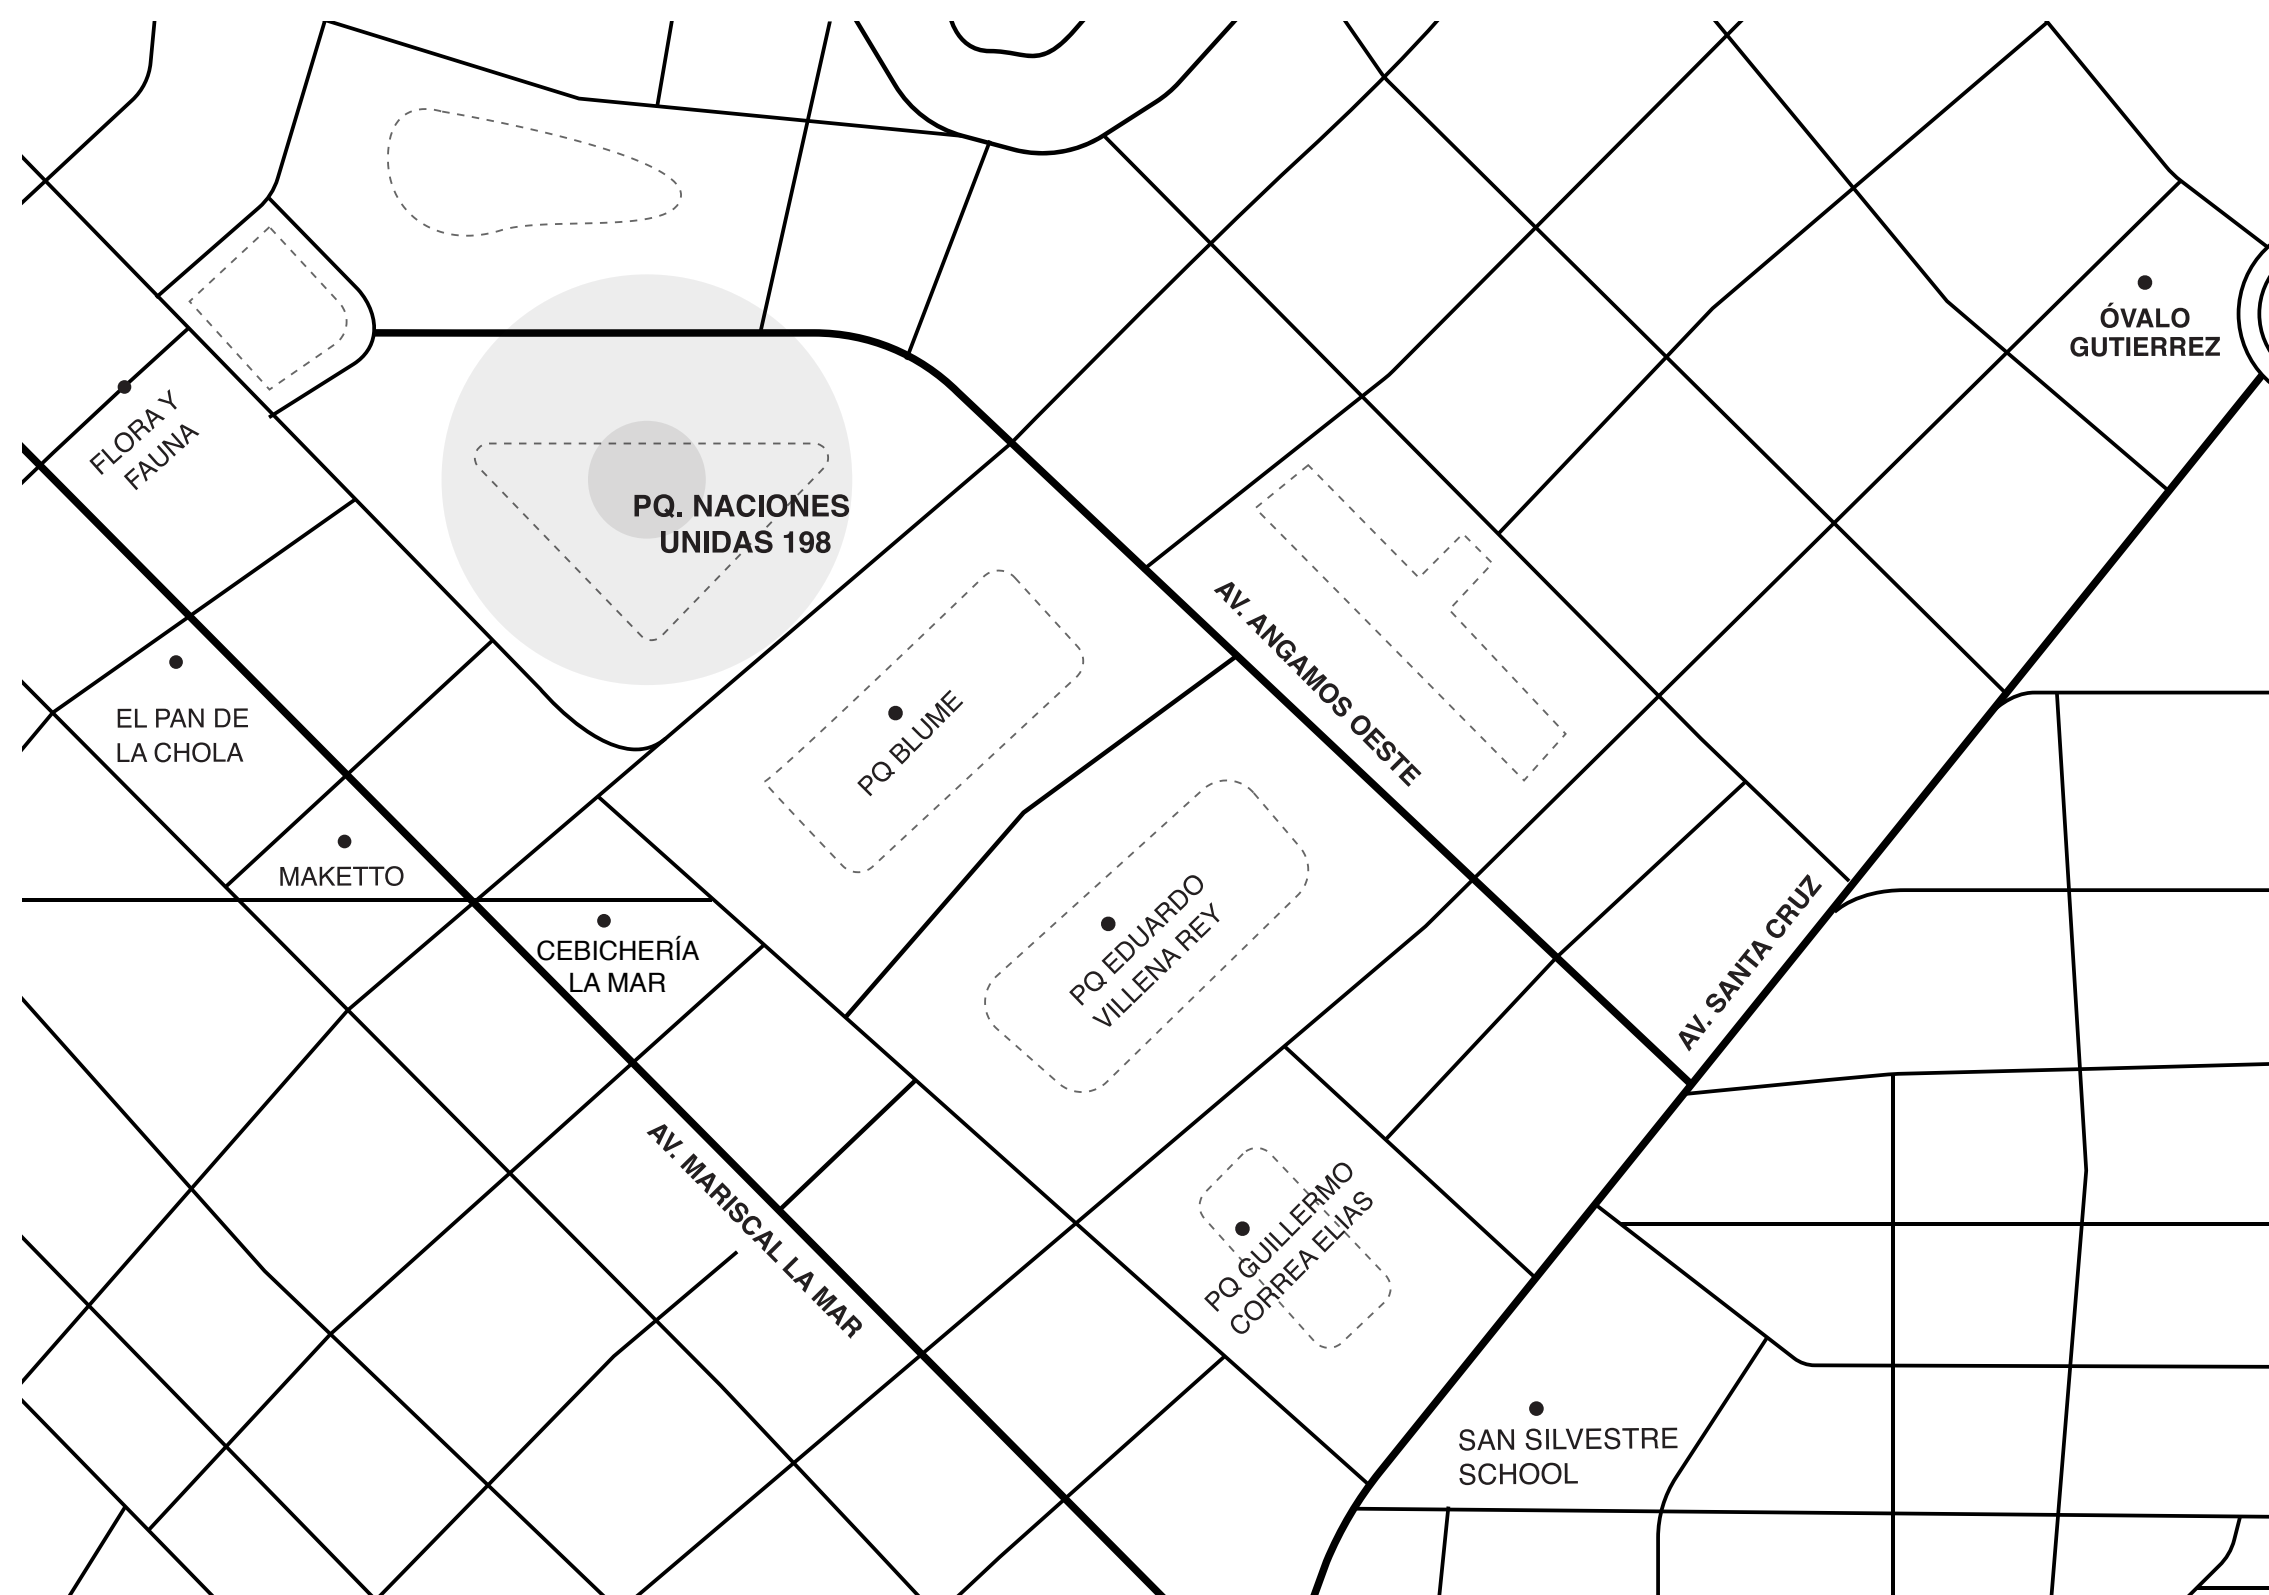 ÓVALO
GUTIERREZ
FLORA Y
FAUNA
PQ. NACIONES
UNIDAS 198
AV. ANGAMOS OESTE
EL PAN DE
LA CHOLA
PQ BLUME
MAKETTO
CEBICHERÍA
LA MAR
PQ EDUARDO
VILLENA REY
AV. SANTA CRUZ
AV. MARISCAL LA MAR
PQ GUILLERMO
CORREA ELIAS
SAN SILVESTRE
SCHOOL